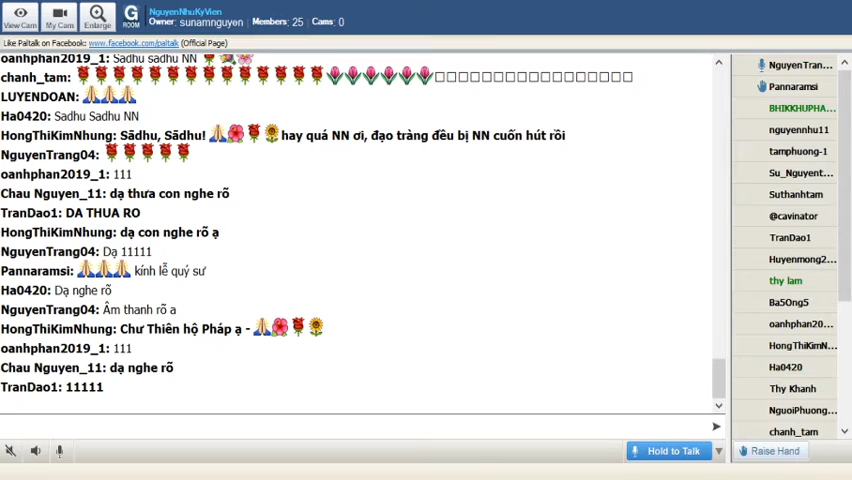 NguyenNhuKyVien
Owner: sunamnguyen Members: 25 Cams: 0
View Cam My Cam Enlarge G ROOM
Like Paltalk on Facebook: www.facebook.com/paltalk (Official Page)
oanhphan2019_1: Sadhu sadhu NN
chanh_tam:
LUYENDOAN:
Ha0420: Sadhu Sadhu NN
HongThiKimNhung: Sādhu, Sādhu! hay quá NN ơi, đạo tràng đều bị NN cuốn hút rồi
NguyenTrang04:
oanhphan2019_1: 111
Chau Nguyen_11: dạ thưa con nghe rõ
TranDao1: DA THUA RO
HongThiKimNhung: dạ con nghe rõ ạ
NguyenTrang04: Dạ 11111
Pannaramsi: kính lễ quý sư
Ha0420: Dạ nghe rõ
NguyenTrang04: Âm thanh rõ a
HongThiKimNhung: Chư Thiên hộ Pháp ạ -
oanhphan2019_1: 111
Chau Nguyen_11: dạ nghe rõ
TranDao1: 11111
NguyenTran...
Pannaramsi
BHIKKHUPHA...
nguyennhu11
tamphuong-1
Su_Nguyent...
Suthanhtam
@cavinator
TranDao1
Huyenmong2...
thy lam
Ba5Ong5
oanhphan20...
HongThiKimN...
Ha0420
Thy Khanh
NguoiPhuong...
chanh_tam
Hold to Talk
Raise Hand